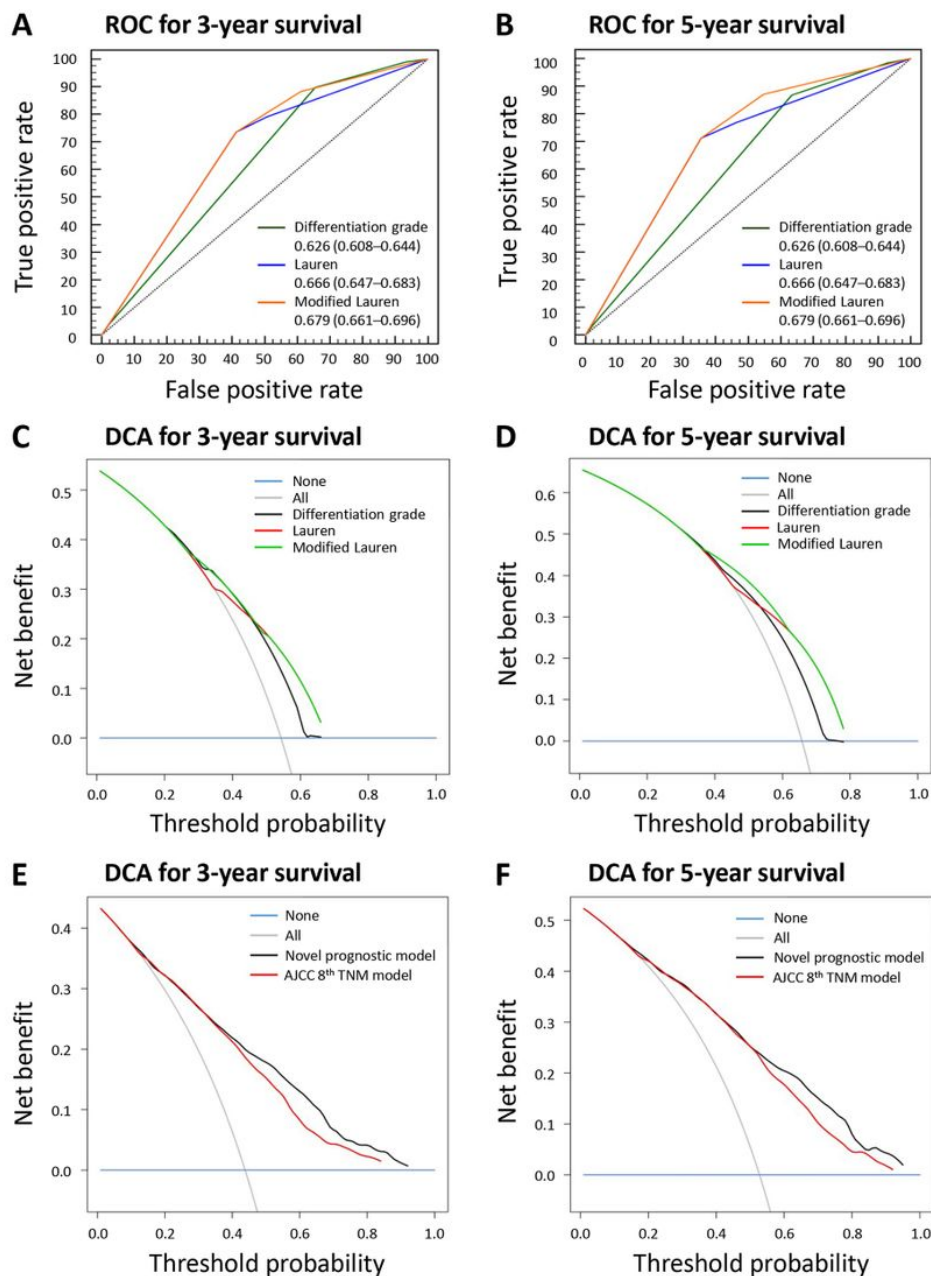 A ROC for 3-year survival
True positive rate
100
90
80
70
60
50
40
30
20
10
0
Differentiation grade
0.626 (0.608–0.644)
Lauren
0.666 (0.647–0.683)
Modified Lauren
0.679 (0.661–0.696)
0 10 20 30 40 50 60 70 80 90 100
False positive rate
B ROC for 5-year survival
True positive rate
100
90
80
70
60
50
40
30
20
10
0
Differentiation grade
0.626 (0.608–0.644)
Lauren
0.666 (0.647–0.683)
Modified Lauren
0.679 (0.661–0.696)
0 10 20 30 40 50 60 70 80 90 100
False positive rate
C DCA for 3-year survival
Net benefit
0.5
0.4
0.3
0.2
0.1
0.0
None
All
Differentiation grade
Lauren
Modified Lauren
0.0 0.2 0.4 0.6 0.8 1.0
Threshold probability
D DCA for 5-year survival
Net benefit
0.6
0.5
0.4
0.3
0.2
0.1
0.0
None
All
Differentiation grade
Lauren
Modified Lauren
0.0 0.2 0.4 0.6 0.8 1.0
Threshold probability
E DCA for 3-year survival
Net benefit
0.4
0.3
0.2
0.1
0.0
None
All
Novel prognostic model
AJCC 8th TNM model
0.0 0.2 0.4 0.6 0.8 1.0
Threshold probability
F DCA for 5-year survival
Net benefit
0.5
0.4
0.3
0.2
0.1
0.0
None
All
Novel prognostic model
AJCC 8th TNM model
0.0 0.2 0.4 0.6 0.8 1.0
Threshold probability